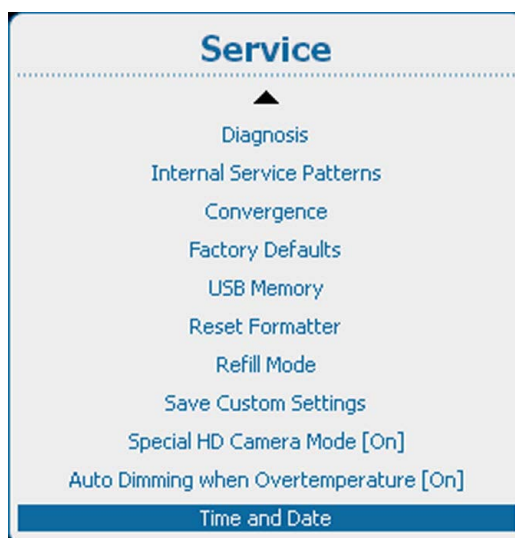 Service
Diagnosis
Internal Service Patterns
Convergence
Factory Defaults
USB Memory
Reset Formatter
Refill Mode
Save Custom Settings
Special HD Camera Mode [On]
Auto Dimming when Overtemperature [On]
Time and Date